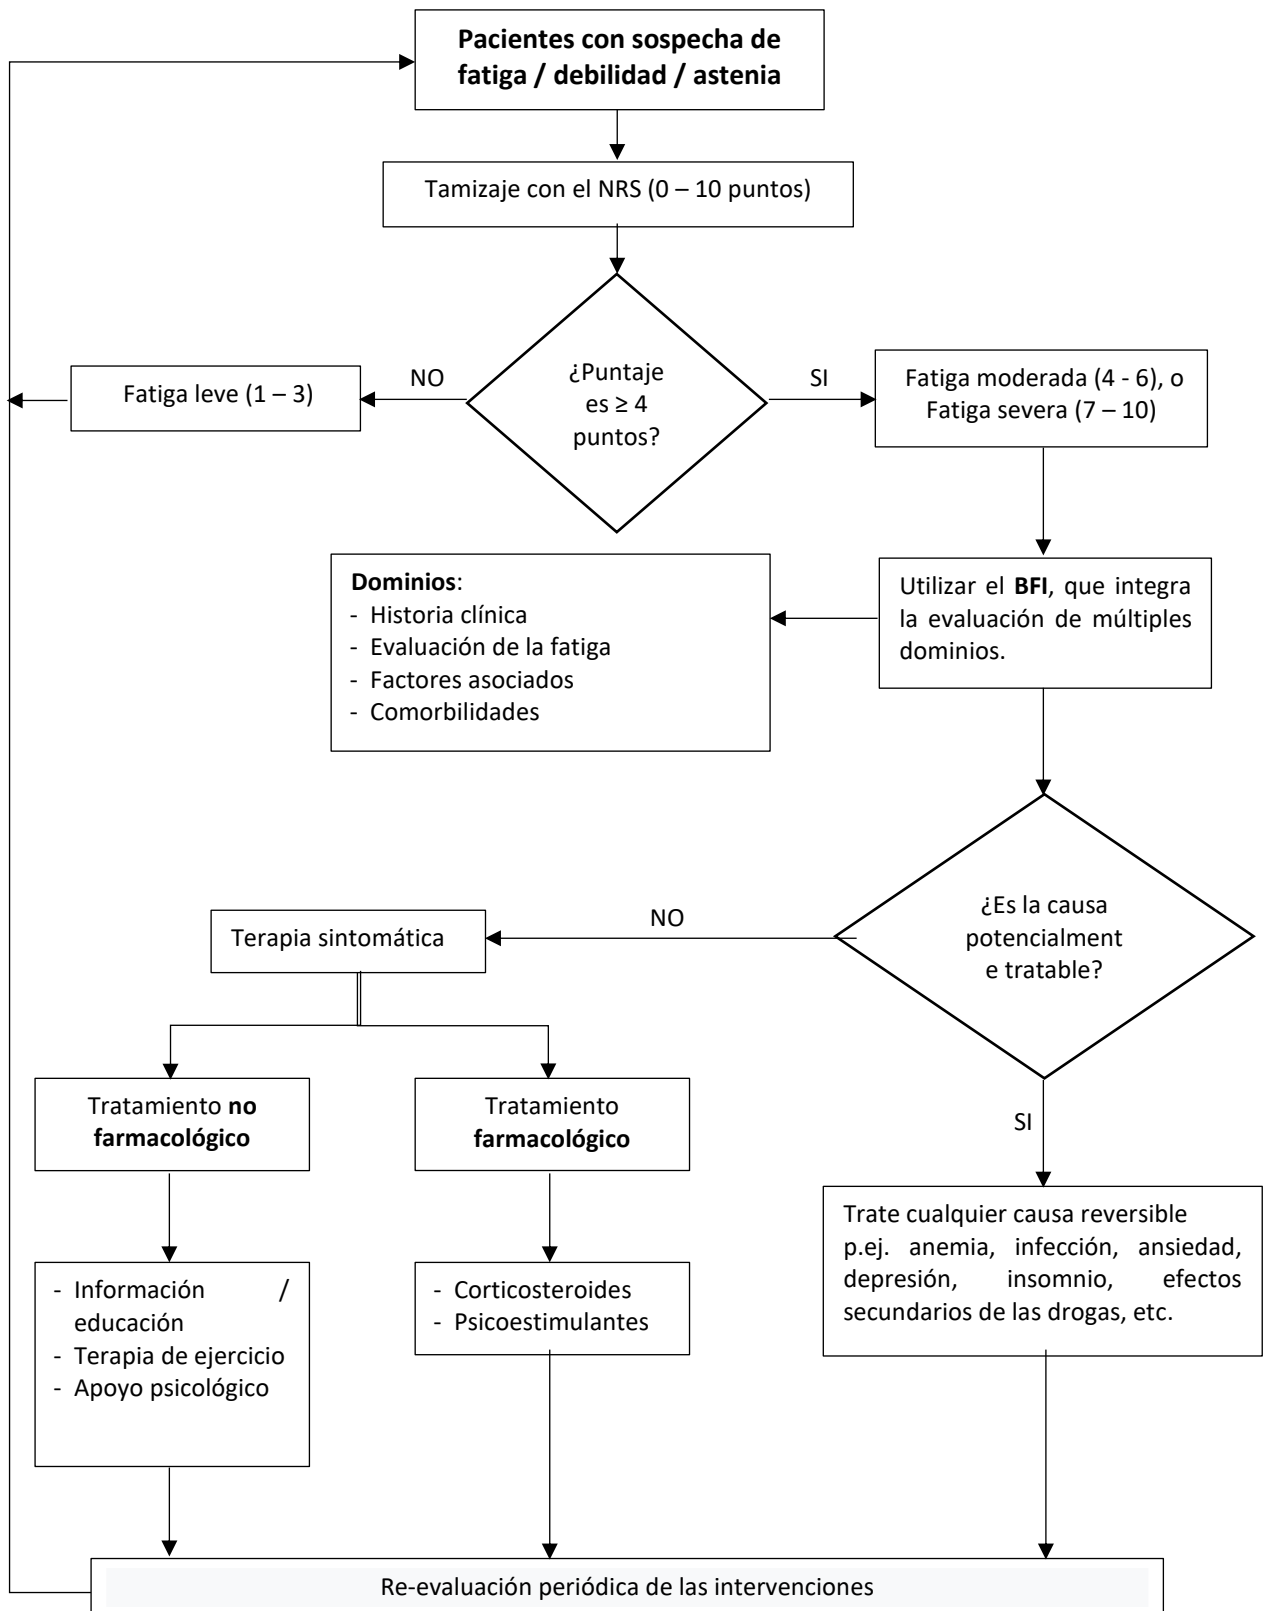 Pacientes con sospecha de
fatiga / debilidad / astenia
Tamizaje con el NRS (0 – 10 puntos)
¿Puntaje
es ≥ 4
puntos?
NO
SI
Fatiga leve (1 – 3)
Fatiga moderada (4 - 6), o
Fatiga severa (7 – 10)
Utilizar el BFI, que integra
la evaluación de múltiples
dominios.
Dominios:
- Historia clínica
- Evaluación de la fatiga
- Factores asociados
- Comorbilidades
¿Es la causa
potencialment
e tratable?
NO
SI
Terapia sintomática
Tratamiento no
farmacológico
Tratamiento
farmacológico
- Información /
educación
- Terapia de ejercicio
- Apoyo psicológico
- Corticosteroides
- Psicoestimulantes
Trate cualquier causa reversible
p.ej. anemia, infección, ansiedad,
depresión, insomnio, efectos
secundarios de las drogas, etc.
Re-evaluación periódica de las intervenciones